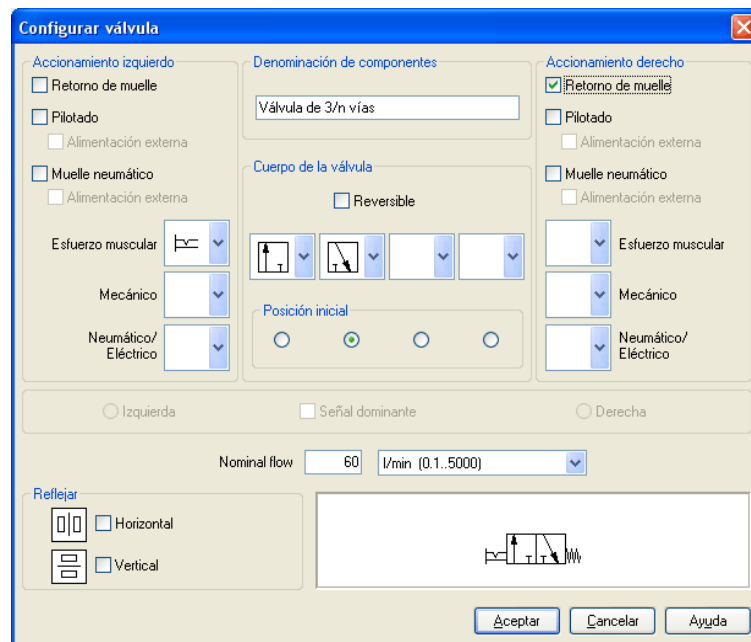 Configurar válvula
Accionamiento izquierdo
Retorno de muelle
Pilotado
Alimentación externa
Muelle neumático
Alimentación externa
Esfuerzo muscular
Mecánico
Neumático/
Eléctrico
Denominación de componentes
Válvula de 3/n vías
Cuerpo de la válvula
Reversible
Posición inicial
Accionamiento derecho
Retorno de muelle
Pilotado
Alimentación externa
Muelle neumático
Alimentación externa
Esfuerzo muscular
Mecánico
Neumático/
Eléctrico
Izquierda
Señal dominante
Derecha
Nominal flow 60 l/min (0.1..5000)
Reflejar
Horizontal
Vertical
Aceptar
Cancelar
Ayuda